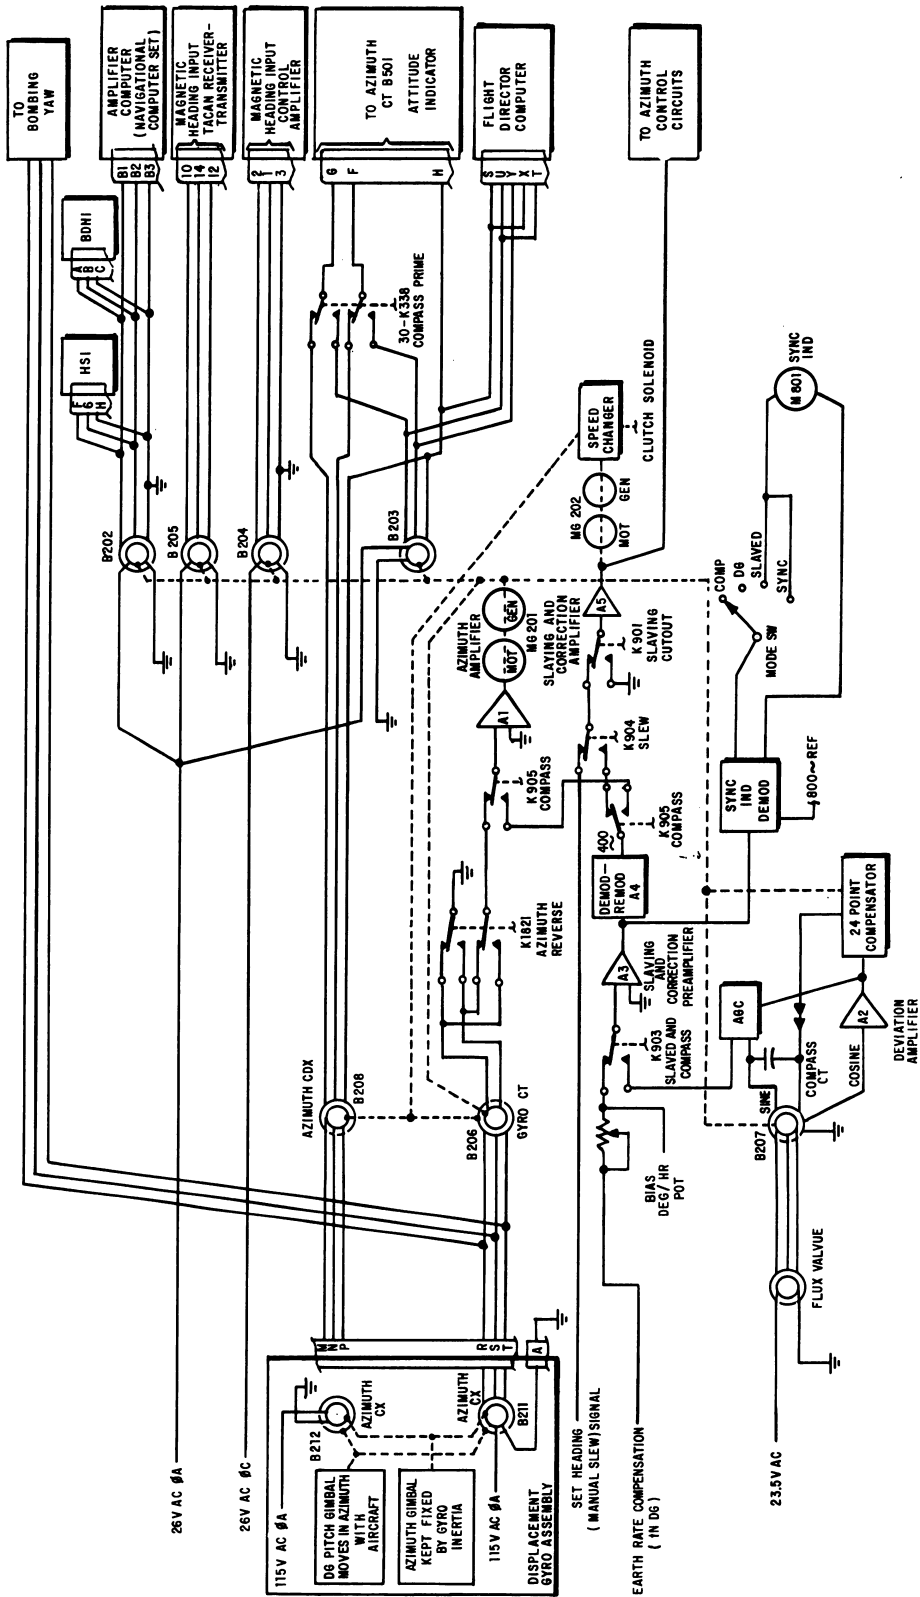 TO
BOMBING
YAW
AMPLIFIER
COMPUTER
(NAVIGATIONAL
COMPUTER SET)
B1
B2
B3
MAGNETIC
HEADING INPUT
TACAN RECEIVER-
TRANSMITTER
10
14
12
MAGNETIC
HEADING INPUT
CONTROL
AMPLIFIER
2
1
3
TO AZIMUTH
CT B501
ATTITUDE
INDICATOR
G
F
H
FLIGHT
DIRECTOR
COMPUTER
S
U
Y
X
T
TO AZIMUTH
CONTROL
CIRCUITS
BDNI
A
B
C
HSI
F
G
H
30-K338
COMPASS PRIME
B202
B205
B204
B203
SPEED
CHANGER
CLUTCH SOLENOID
MG 202
MOT
GEN
M801
SYNC
IND
AZIMUTH
AMPLIFIER
A1
MOT
GEN
MG201
SLAYING AND
CORRECTION
AMPLIFIER
A5
K901
SLAVING
CUTOUT
K904
SLEW
K905
COMPASS
K905
COMPASS
400
DEMOD-
REMOD
A4
COMP
DG
SLAVED
SYNC
MODE SW
SYNC
IND
DEMOD
800~REF
K1821
AZIMUTH
REVERSE
A3
SLAVING
AND
CORRECTION
PREAMPLIFIER
K903
SLAVED AND
COMPASS
24 POINT
COMPENSATOR
AGC
A2
DEVIATION
AMPLIFIER
AZIMUTH CDX
B208
B206
GYRO CT
BIAS
DEG/HR
POT
B207
SINE
COMPASS
CT
COSINE
FLUX VALVUE
26V AC ØA
26V AC ØC
115V AC ØA
B212
AZIMUTH
CX
DG PITCH GIMBAL
MOVES IN AZIMUTH
WITH
AIRCRAFT
AZIMUTH GIMBAL
KEPT FIXED
BY GYRO
INERTIA
AZIMUTH
CX
B211
115V AC ØA
M
N
P
R
S
T
A
DISPLACEMENT
GYRO ASSEMBLY
SET HEADING
(MANUAL SLEW)SIGNAL
EARTH RATE COMPENSATION
(IN DG)
23.5V AC